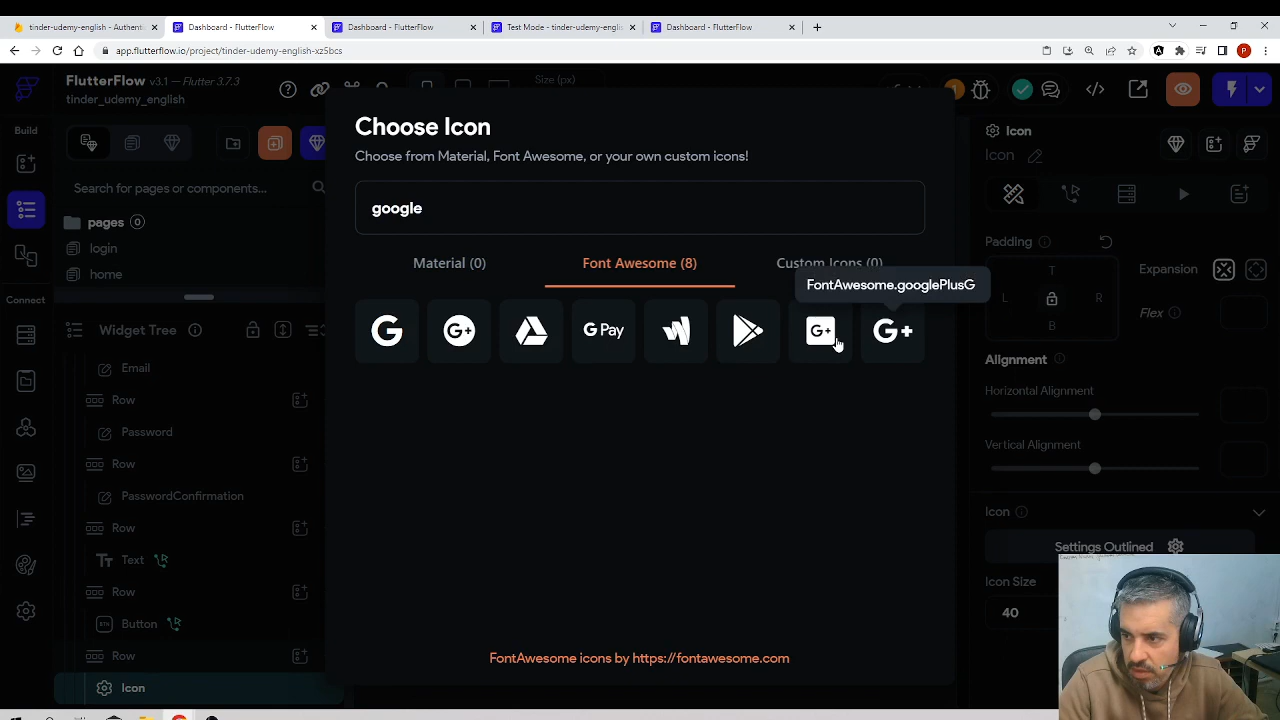 tinder-udemy-english - Authenti
Dashboard - FlutterFlow
Dashboard - FlutterFlow
Test Mode - tinder-udemy-englis
Dashboard - FlutterFlow
app.flutterflow.io/project/tinder-udemy-english-xz5bcs
P
FlutterFlow v3.1 — Flutter 3.7.3
tinder_udemy_english
Size (px)
Build
Search for pages or components...
pages 0
login
home
Connect
Widget Tree
Email
Row
Password
Row
PasswordConfirmation
Row
Text
Row
Button
Row
Icon
Choose Icon
Choose from Material, Font Awesome, or your own custom icons!
google
Material (0)
Font Awesome (8)
Custom Icons (0)
FontAwesome.googlePlusG
G Pay
FontAwesome icons by https://fontawesome.com
Icon
Icon
Padding
Expansion
T
L
R
B
Flex
Alignment
Horizontal Alignment
Vertical Alignment
Icon
Settings Outlined
Icon Size
40